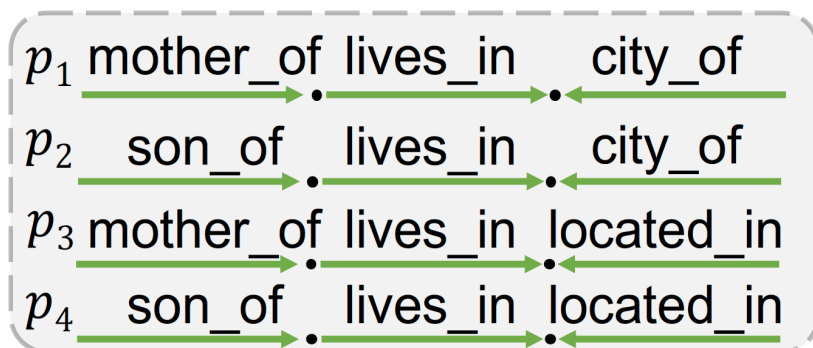 p1 mother_of lives_in city_of
p2 son_of lives_in city_of
p3 mother_of lives_in located_in
p4 son_of lives_in located_in